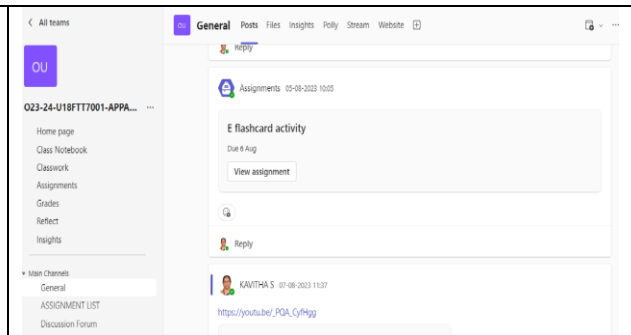 All teams
OU
O23-24-U18FTT7001-APPA... ...
Home page
Class Notebook
Classwork
Assignments
Grades
Reflect
Insights
Main Channels
General
ASSIGNMENT LIST
Discussion Forum
OU General Posts Files Insights Polly Stream Website
Reply
Assignments 05-08-2023 10:05
E flashcard activity
Due 6 Aug
View assignment
Reply
KAVITHA S 07-08-2023 11:37
https://youtu.be/_PQA_CyfHgg